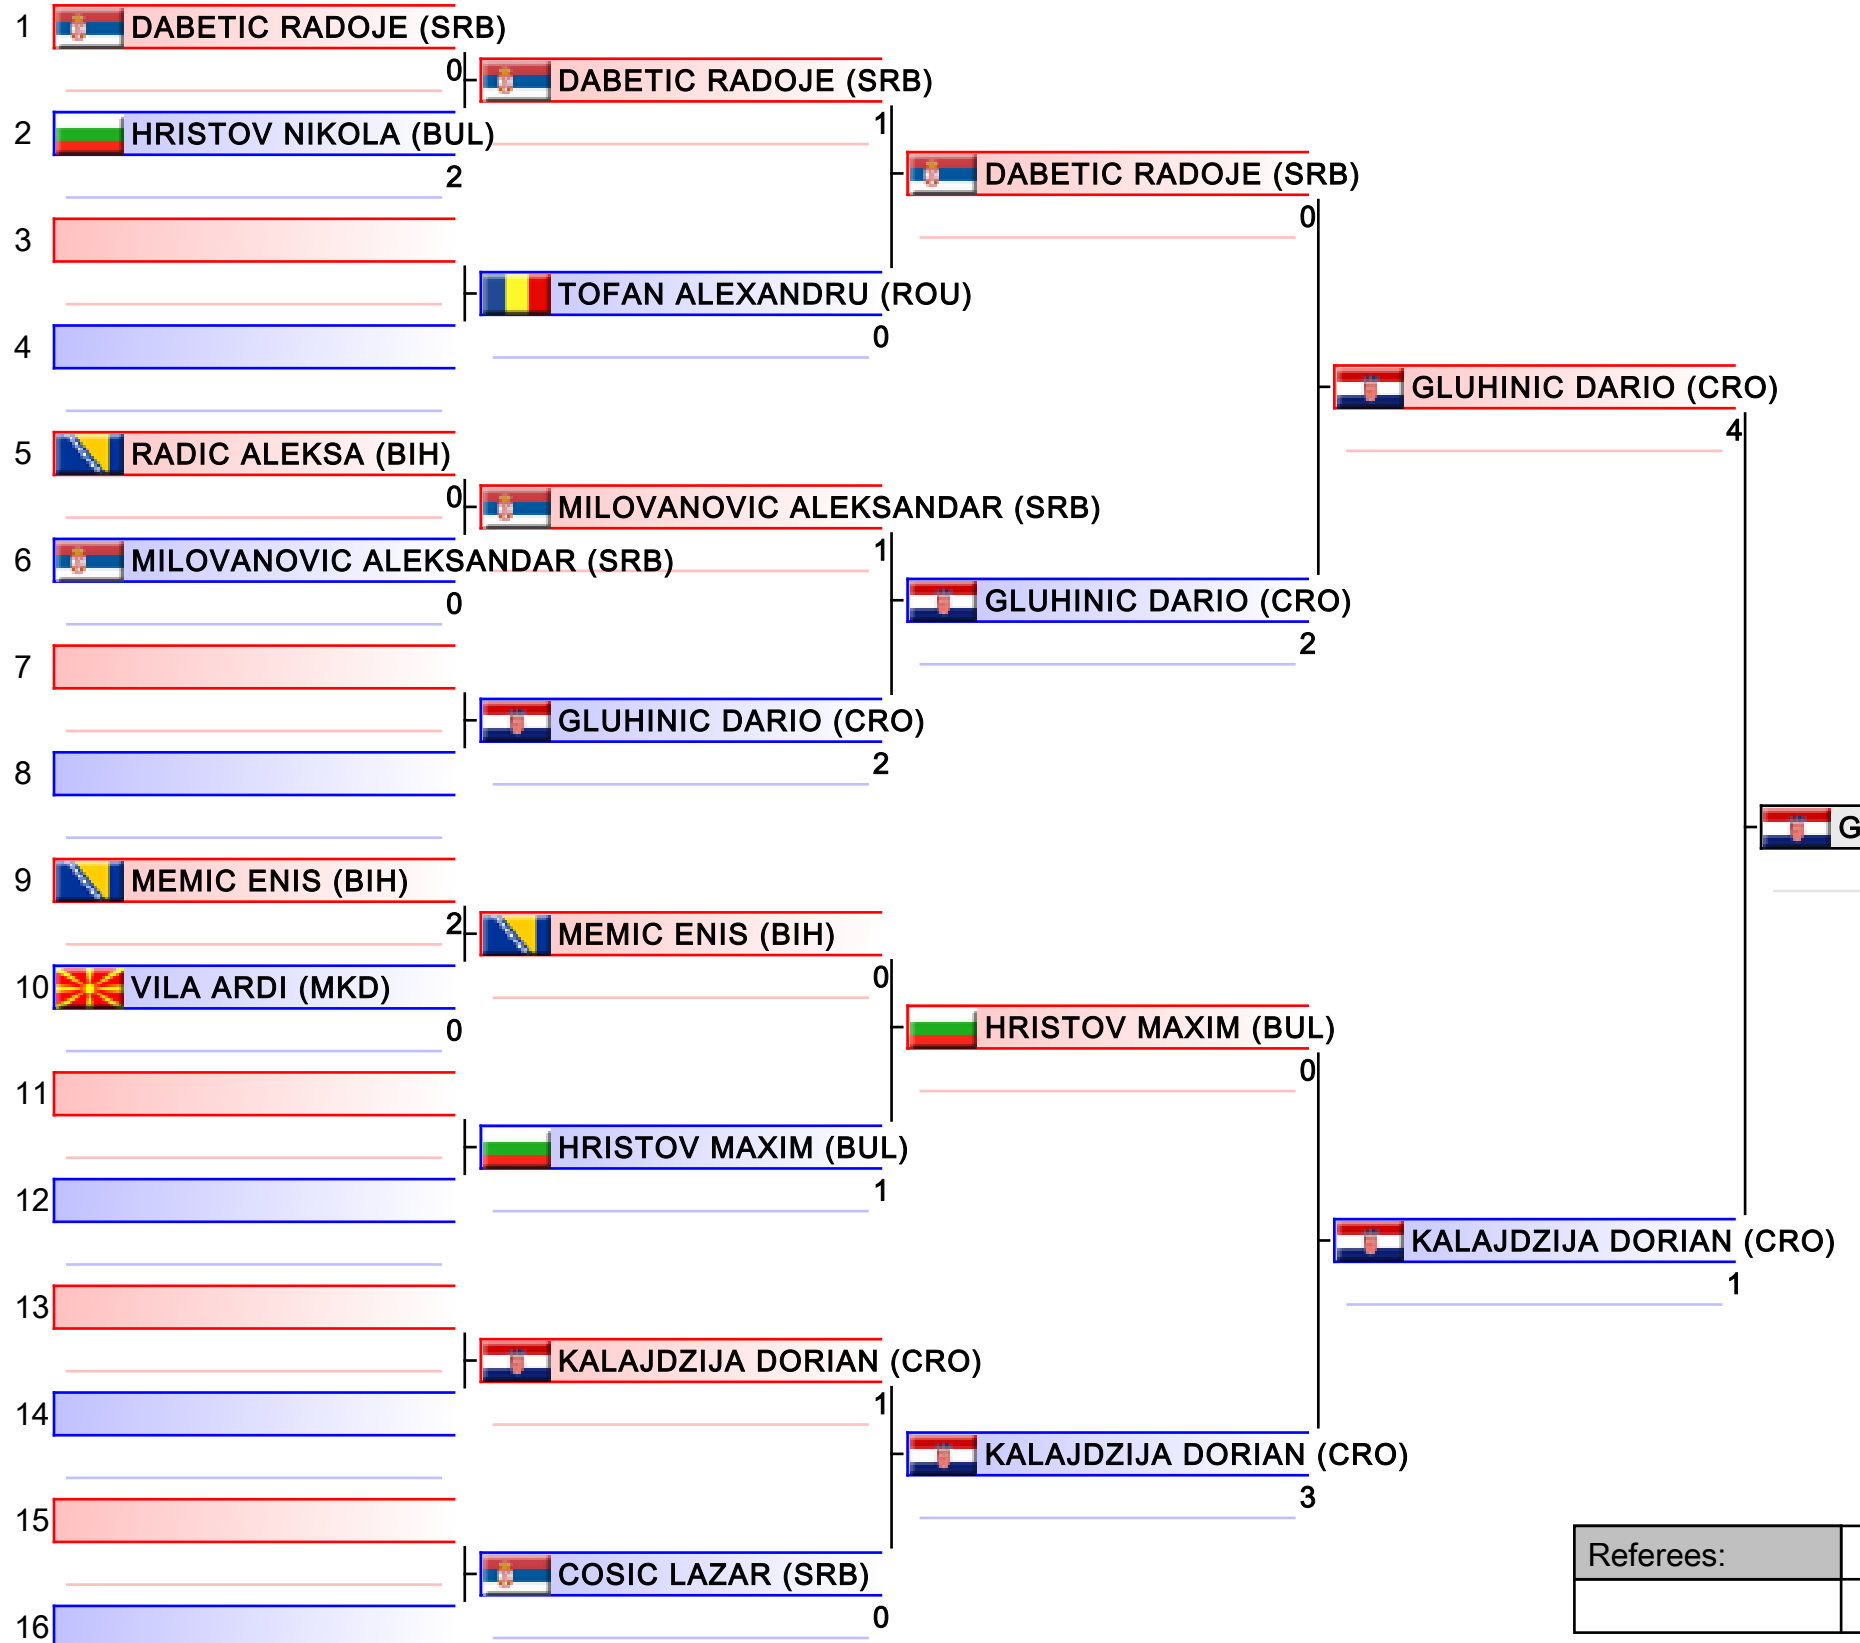 1 DABETIC RADOJE (SRB)
0 DABETIC RADOJE (SRB)
2 HRISTOV NIKOLA (BUL) 1
2 DABETIC RADOJE (SRB)
3 0
TOFAN ALEXANDRU (ROU)
4 0
GLUHINIC DARIO (CRO)
5 RADIC ALEKSA (BIH) 4
0 MILOVANOVIC ALEKSANDAR (SRB)
6 MILOVANOVIC ALEKSANDAR (SRB) 1
0 GLUHINIC DARIO (CRO)
7 2
GLUHINIC DARIO (CRO)
8 2
G
9 MEMIC ENIS (BIH)
2 MEMIC ENIS (BIH)
10 VILA ARDI (MKD) 0
0 HRISTOV MAXIM (BUL)
11 0
HRISTOV MAXIM (BUL)
12 1
KALAJDZIJA DORIAN (CRO)
13 1
KALAJDZIJA DORIAN (CRO)
14 1
KALAJDZIJA DORIAN (CRO)
15 3
Referees:
COSIC LAZAR (SRB)
16 0